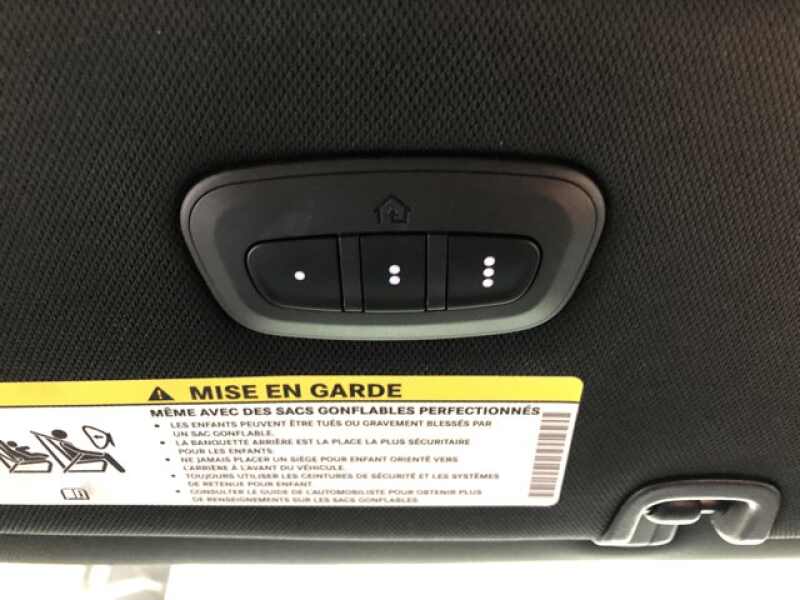 MISE EN GARDE
MÊME AVEC DES SACS GONFLABLES PERFECTIONNÉS
• LES ENFANTS PEUVENT ÊTRE TUÉS OU GRAVEMENT BLESSÉS PAR
UN SAC GONFLABLE.
• LA BANQUETTE ARRIÈRE EST LA PLACE LA PLUS SÉCURITAIRE
POUR LES ENFANTS.
• NE JAMAIS PLACER UN SIÈGE POUR ENFANT ORIENTÉ VERS
L'ARRIÈRE À L'AVANT DU VÉHICULE.
• TOUJOURS UTILISER LES CEINTURES DE SÉCURITÉ ET LES SYSTÈMES
DE RETENUE POUR ENFANT
• CONSULTER LE GUIDE DE L'AUTOMOBILISTE POUR OBTENIR PLUS
DE RENSEIGNEMENTS SUR LES SACS GONFLABLES